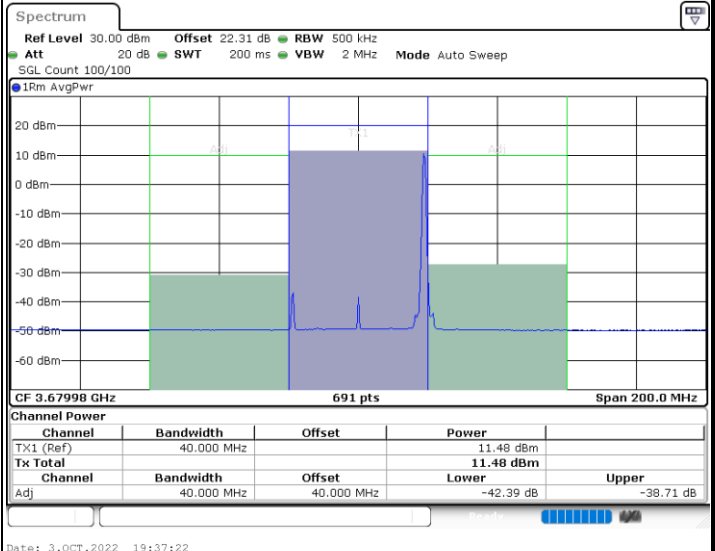 Spectrum
Ref Level 30.00 dBm Offset 22.31 dB RBW 500 kHz
Att 20 dB SWT 200 ms VBW 2 MHz Mode Auto Sweep
SGL Count 100/100
1Rm AvgPwr
20 dBm
TX1
Adj
Adj
10 dBm
0 dBm
-10 dBm
-20 dBm
-30 dBm
-40 dBm
-50 dBm
-60 dBm
CF 3.67998 GHz 691 pts Span 200.0 MHz
Channel Power
Channel Bandwidth Offset Power
TX1 (Ref) 40.000 MHz 11.48 dBm
Tx Total 11.48 dBm
Channel Bandwidth Offset Lower Upper
Adj 40.000 MHz 40.000 MHz -42.39 dB -38.71 dB
Ready
Date: 3.OCT.2022 19:37:22